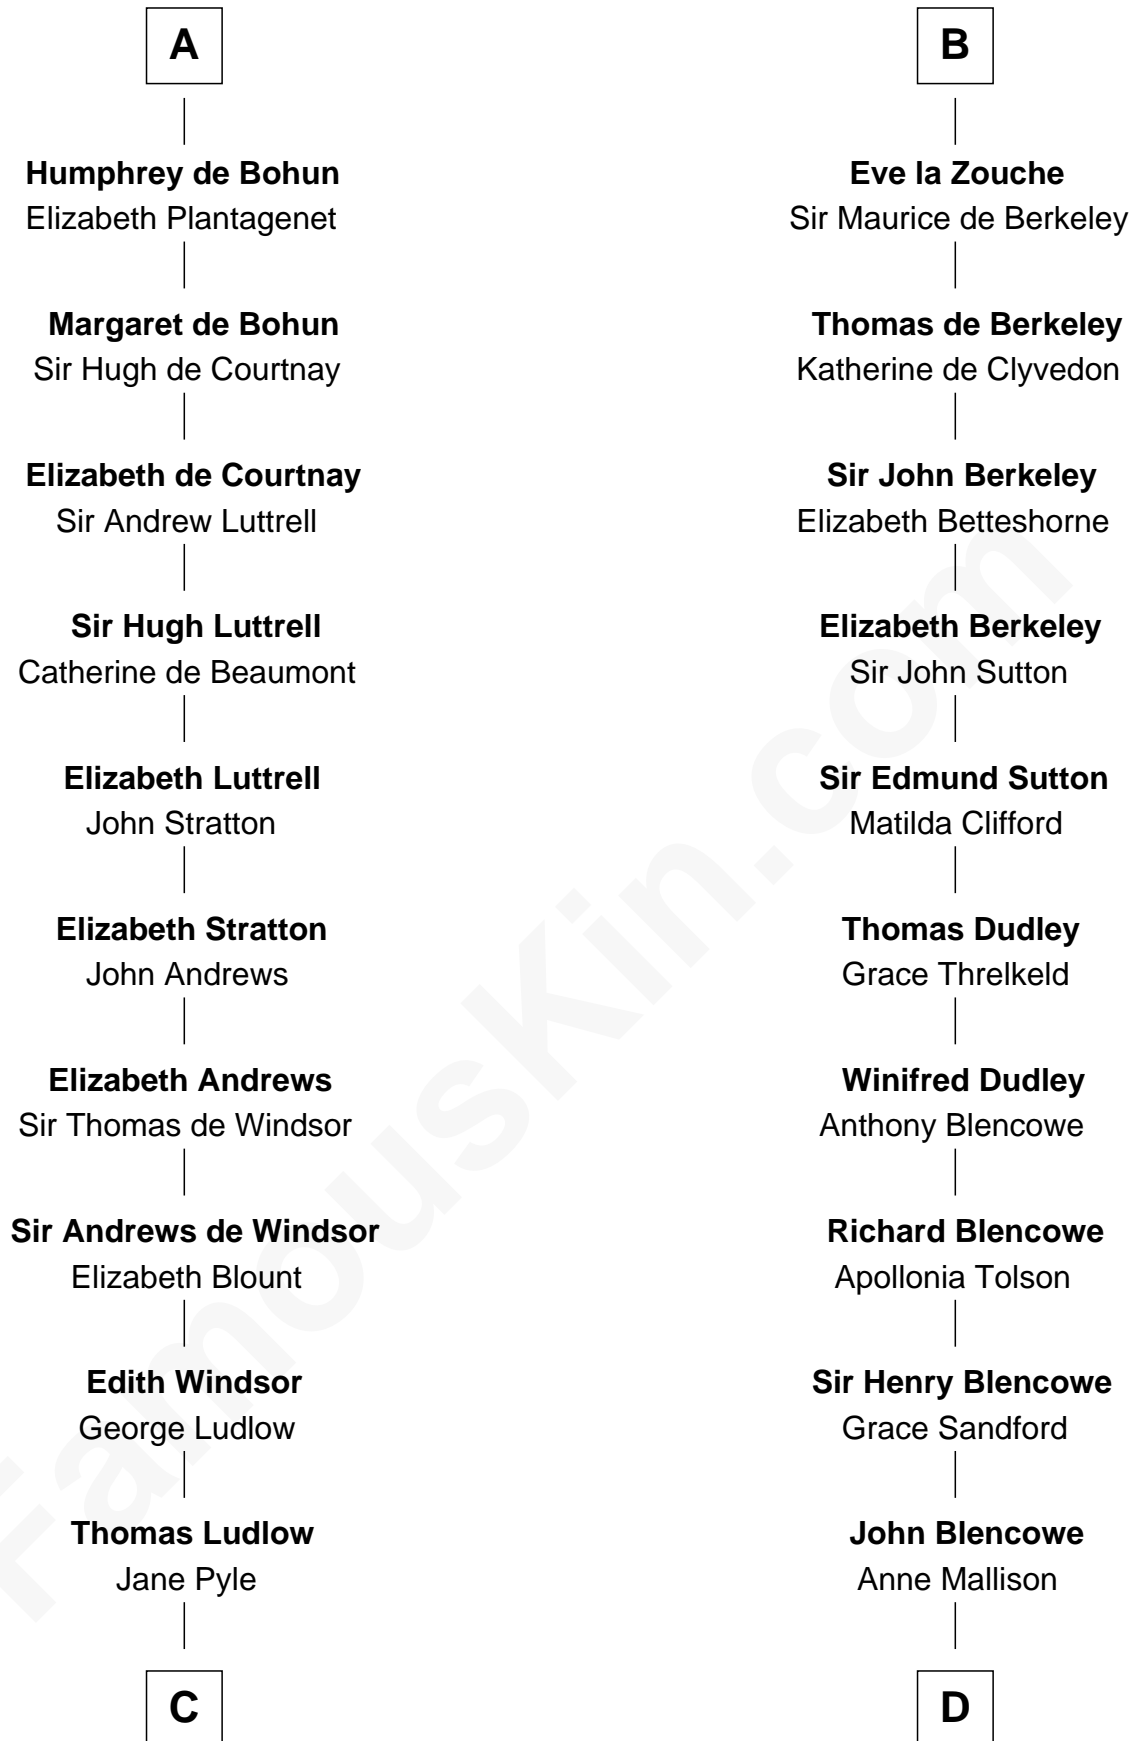 A
Humphrey de Bohun
Elizabeth Plantagenet
Margaret de Bohun
Sir Hugh de Courtnay
Elizabeth de Courtnay
Sir Andrew Luttrell
Sir Hugh Luttrell
Catherine de Beaumont
Elizabeth Luttrell
John Stratton
Elizabeth Stratton
John Andrews
Elizabeth Andrews
Sir Thomas de Windsor
Sir Andrews de Windsor
Elizabeth Blount
Edith Windsor
George Ludlow
Thomas Ludlow
Jane Pyle
C
B
Eve la Zouche
Sir Maurice de Berkeley
Thomas de Berkeley
Katherine de Clyvedon
Sir John Berkeley
Elizabeth Betteshorne
Elizabeth Berkeley
Sir John Sutton
Sir Edmund Sutton
Matilda Clifford
Thomas Dudley
Grace Threlkeld
Winifred Dudley
Anthony Blencowe
Richard Blencowe
Apollonia Tolson
Sir Henry Blencowe
Grace Sandford
John Blencowe
Anne Mallison
D
FamousKin.com